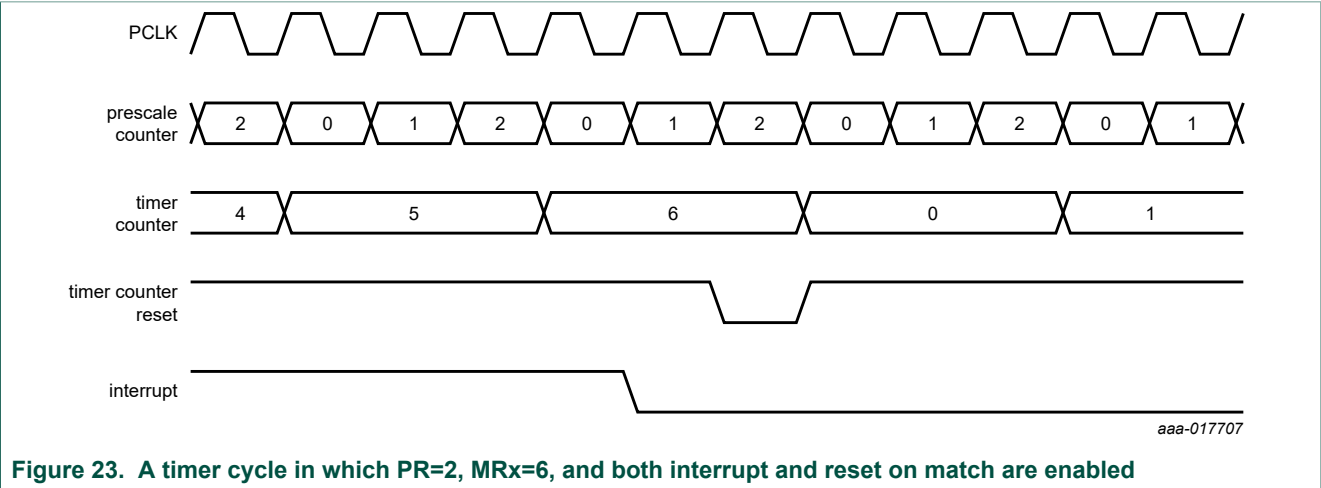 PCLK
prescale
counter
2 0 1 2 0 1 2 0 1 2 0 1
timer
counter
4 5 6 0 1
timer counter
reset
interrupt
aaa-017707
Figure 23. A timer cycle in which PR=2, MRx=6, and both interrupt and reset on match are enabled